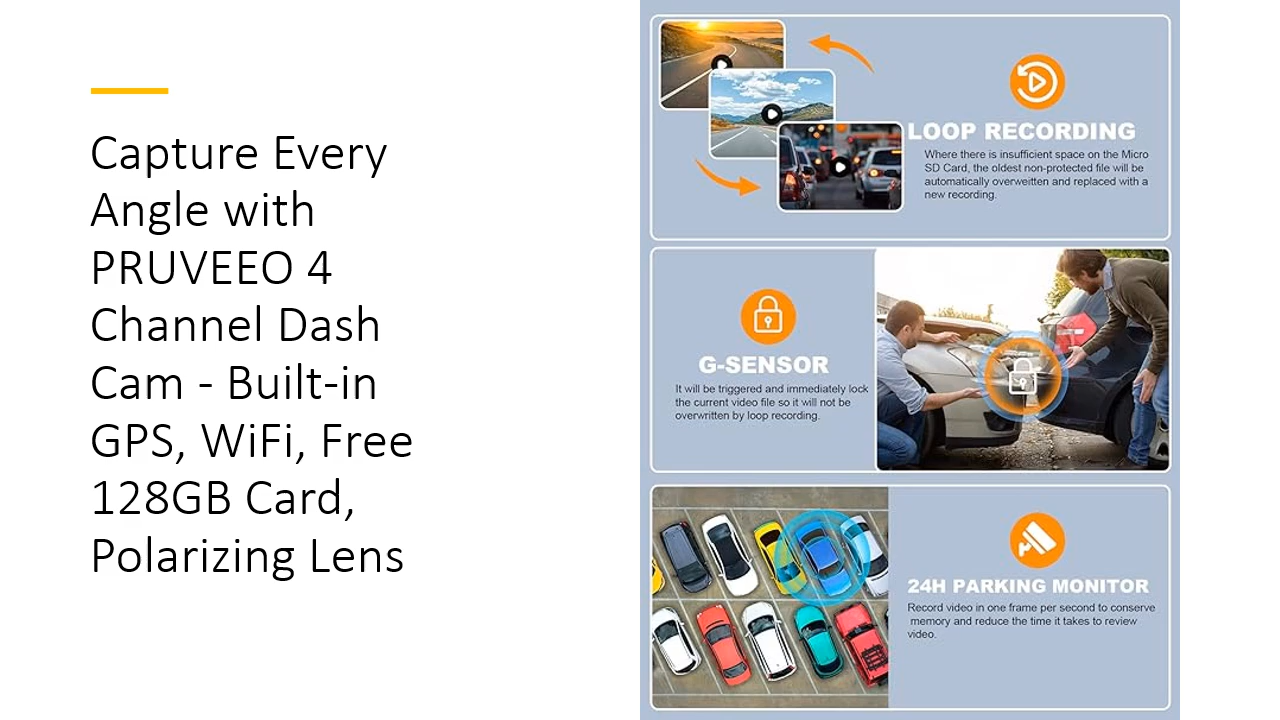 Capture Every
Angle with
PRUVEEO 4
Channel Dash
Cam - Built-in
GPS, WiFi, Free
128GB Card,
Polarizing Lens
LOOP RECORDING
Where there is insufficient space on the Micro
SD Card, the oldest non-protected file will be
automatically overweitten and replaced with a
new recording.
G-SENSOR
It will be triggered and immediately lock
the current video file so it will not be
overwritten by loop recording.
24H PARKING MONITOR
Record video in one frame per second to conserve
memory and reduce the time it takes to review
video.